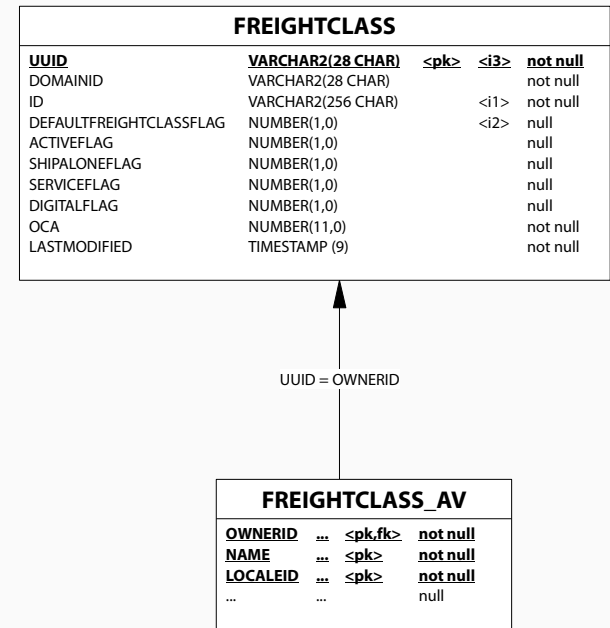 FREIGHTCLASS
UUID VARCHAR2(28 CHAR) <pk> <i3> not null
DOMAINID VARCHAR2(28 CHAR) not null
ID VARCHAR2(256 CHAR) <i1> not null
DEFAULTFREIGHTCLASSFLAG NUMBER(1,0) <i2> null
ACTIVEFLAG NUMBER(1,0) null
SHIPALONEFLAG NUMBER(1,0) null
SERVICEFLAG NUMBER(1,0) null
DIGITALFLAG NUMBER(1,0) null
OCA NUMBER(11,0) not null
LASTMODIFIED TIMESTAMP (9) not null
UUID = OWNERID
FREIGHTCLASS_AV
OWNERID ... <pk,fk> not null
NAME ... <pk> not null
LOCALEID ... <pk> not null
... ... null